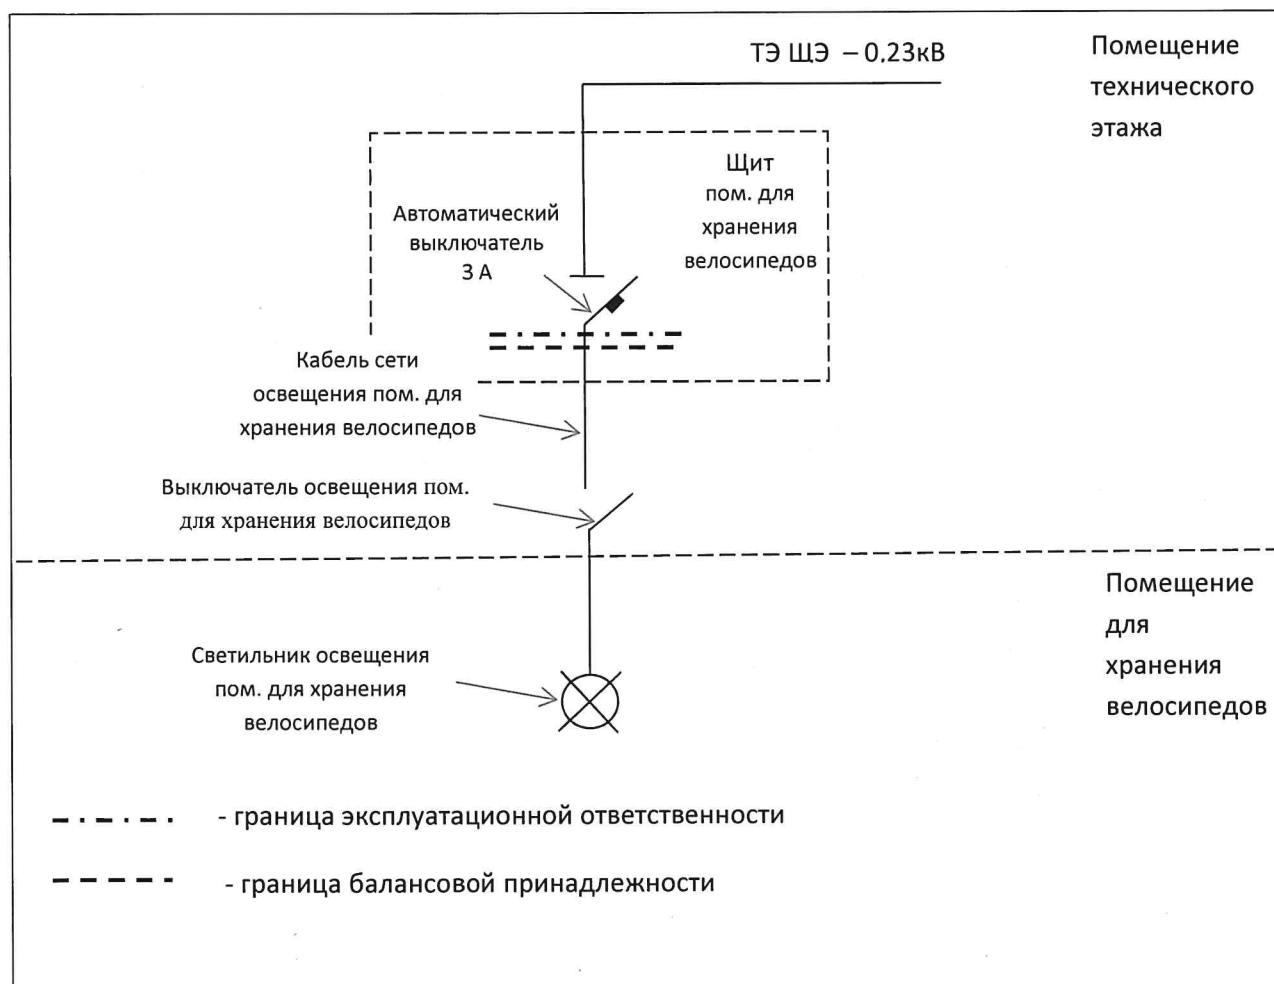 ТЭ ЩЭ – 0,23кВ
Помещение
технического
этажа
Щит
пом. для
хранения
велосипедов
Автоматический
выключатель
3 А
Кабель сети
освещения пом. для
хранения велосипедов
Выключатель освещения пом.
для хранения велосипедов
Помещение
для
хранения
велосипедов
Светильник освещения
пом. для хранения
велосипедов
- граница эксплуатационной ответственности
- граница балансовой принадлежности